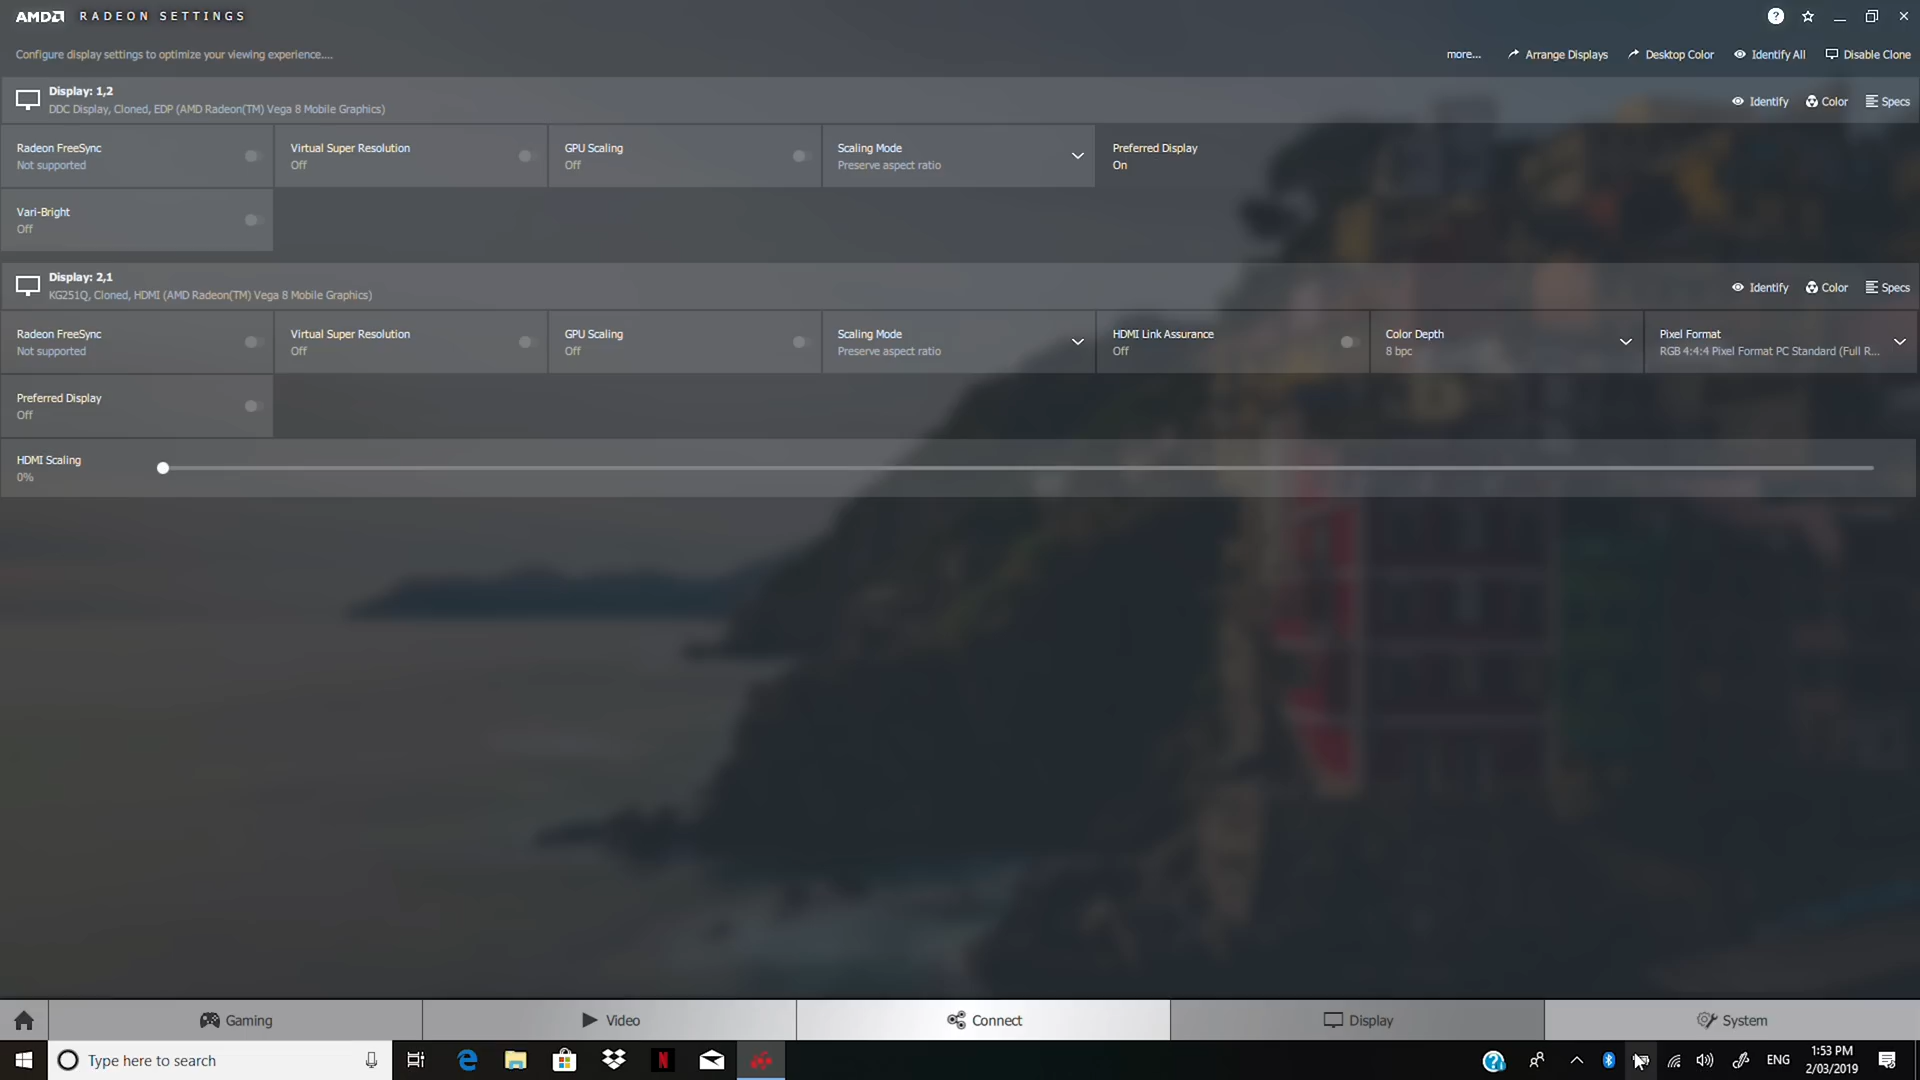 AMD RADEON SETTINGS
Configure display settings to optimize your viewing experience....
more... Arrange Displays Desktop Color Identify All Disable Clone
Display: 1,2
DDC Display, Cloned, EDP (AMD Radeon(TM) Vega 8 Mobile Graphics)
Identify Color Specs
Radeon FreeSync
Not supported
Virtual Super Resolution
Off
GPU Scaling
Off
Scaling Mode
Preserve aspect ratio
Preferred Display
On
Vari-Bright
Off
Display: 2,1
KG251Q, Cloned, HDMI (AMD Radeon(TM) Vega 8 Mobile Graphics)
Identify Color Specs
Radeon FreeSync
Not supported
Virtual Super Resolution
Off
GPU Scaling
Off
Scaling Mode
Preserve aspect ratio
HDMI Link Assurance
Off
Color Depth
8 bpc
Pixel Format
RGB 4:4:4 Pixel Format PC Standard (Full R...
Preferred Display
Off
HDMI Scaling
0%
Gaming
Video
Connect
Display
System
Type here to search
N
ENG
1:53 PM
2/03/2019